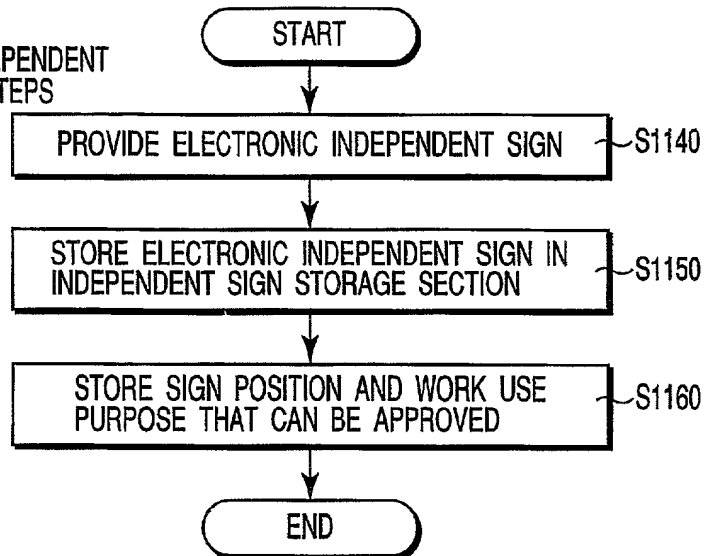 START
EPENDENT
TEPS
PROVIDE ELECTRONIC INDEPENDENT SIGN
S1140
STORE ELECTRONIC INDEPENDENT SIGN IN
INDEPENDENT SIGN STORAGE SECTION
S1150
STORE SIGN POSITION AND WORK USE
PURPOSE THAT CAN BE APPROVED
S1160
END